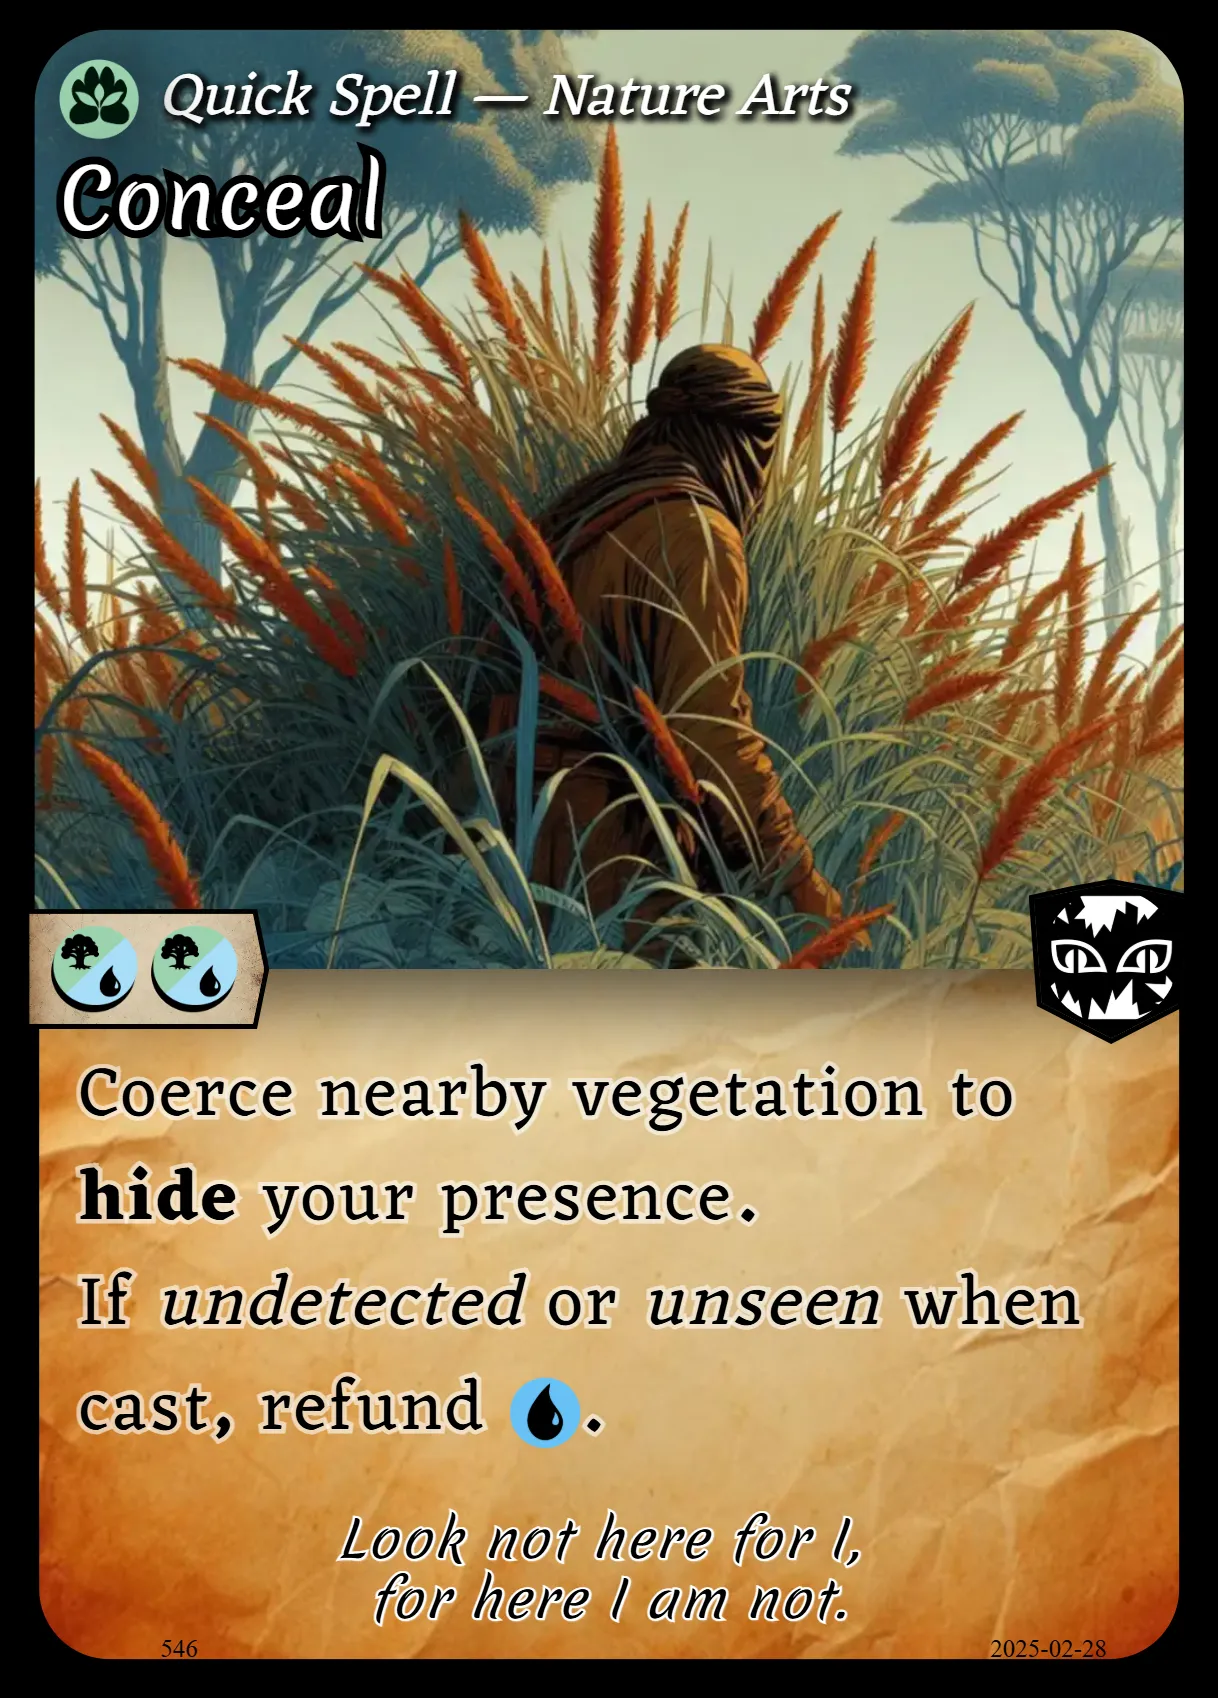 Quick Spell — Nature Arts
Conceal
Coerce nearby vegetation to
hide your presence.
If undetected or unseen when
cast, refund .
Look not here for I,
for here I am not.
546
2025-02-28